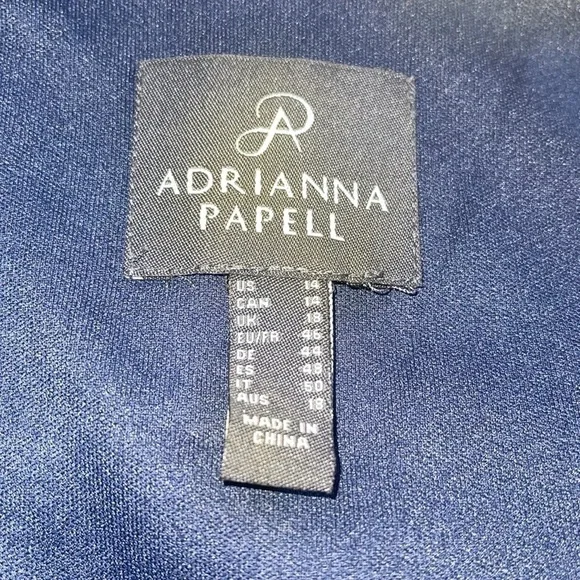 AP
ADRIANNA
PAPELL
US 14
CAN 14
UK 18
EU/FR 46
DE 44
ES 48
IT 50
AUS 18
MADE IN
CHINA